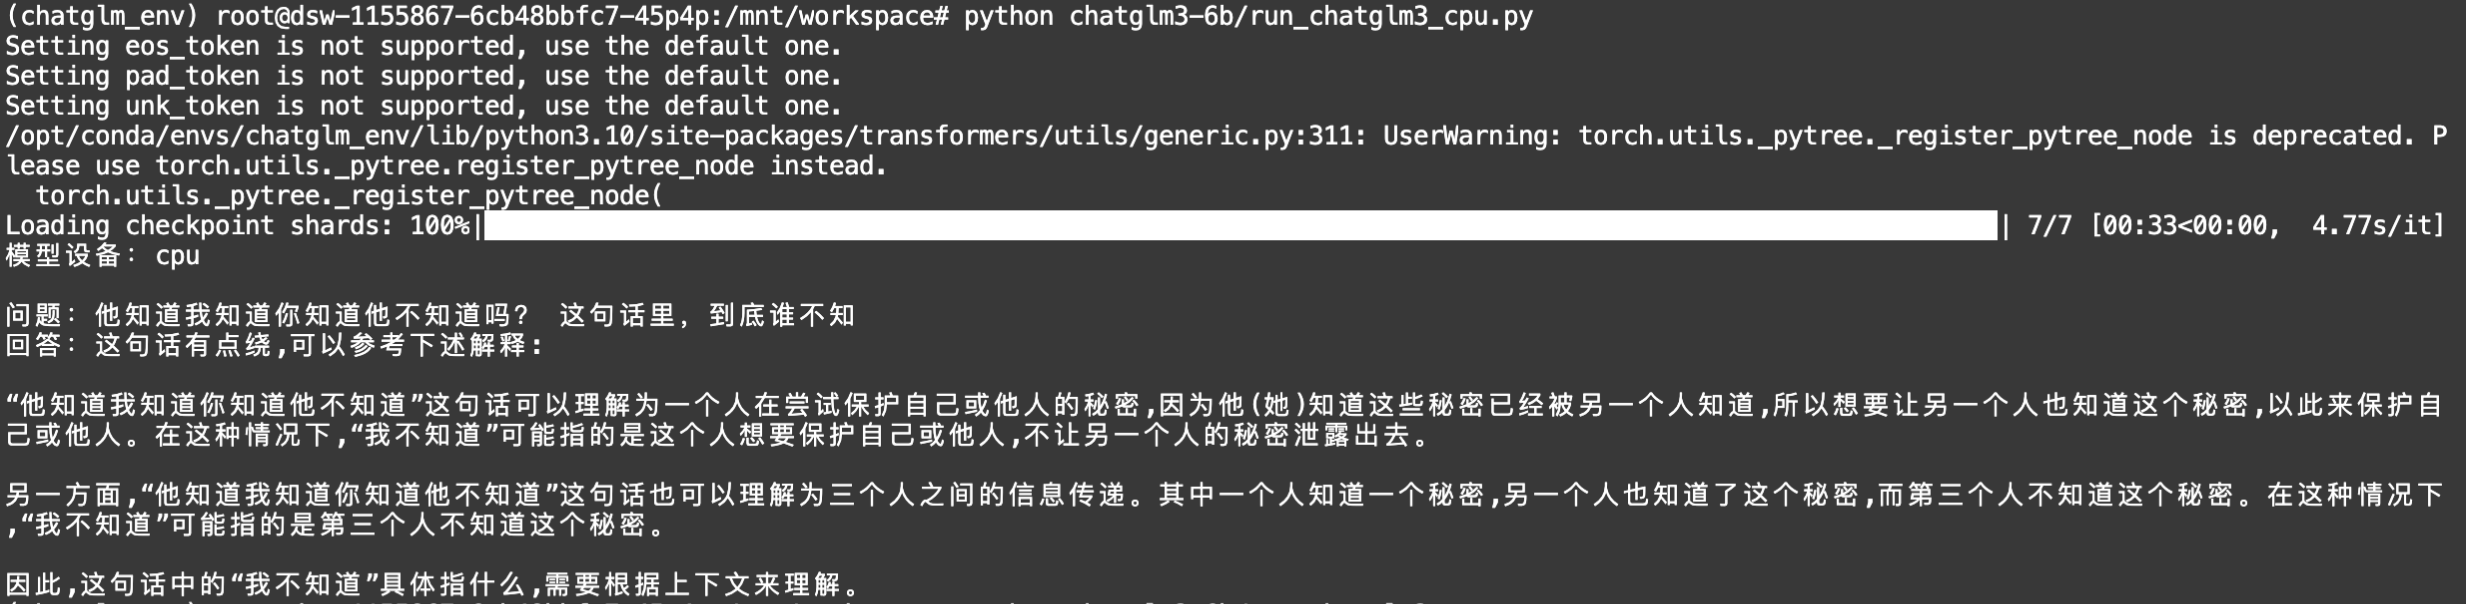 (chatglm_env) root@dsw-1155867-6cb48bbfc7-45p4p:/mnt/workspace# python chatglm3-6b/run_chatglm3_cpu.py
Setting eos_token is not supported, use the default one.
Setting pad_token is not supported, use the default one.
Setting unk_token is not supported, use the default one.
/opt/conda/envs/chatglm_env/lib/python3.10/site-packages/transformers/utils/generic.py:311: UserWarning: torch.utils._pytree._register_pytree_node is deprecated. P
lease use torch.utils._pytree.register_pytree_node instead.
  torch.utils._pytree._register_pytree_node(
Loading checkpoint shards: 100%|██████████| 7/7 [00:33<00:00,  4.77s/it]
模型设备: cpu
问题: 他知道我知道你知道他不知道吗? 这句话里, 到底谁不知
回答: 这句话有点绕,可以参考下述解释:
“他知道我知道你知道他不知道”这句话可以理解为一个人在尝试保护自己或他人的秘密,因为他(她)知道这些秘密已经被另一个人知道,所以想要让另一个人也知道这个秘密,以此来保护自
己或他人。在这种情况下,“我不知道”可能指的是这个人想要保护自己或他人,不让另一个人的秘密泄露出去。
另一方面,“他知道我知道你知道他不知道”这句话也可以理解为三个人之间的信息传递。其中一个人知道一个秘密,另一个人也知道了这个秘密,而第三个人不知道这个秘密。在这种情况下
,“我不知道”可能指的是第三个人不知道这个秘密。
因此,这句话中的“我不知道”具体指什么,需要根据上下文来理解。